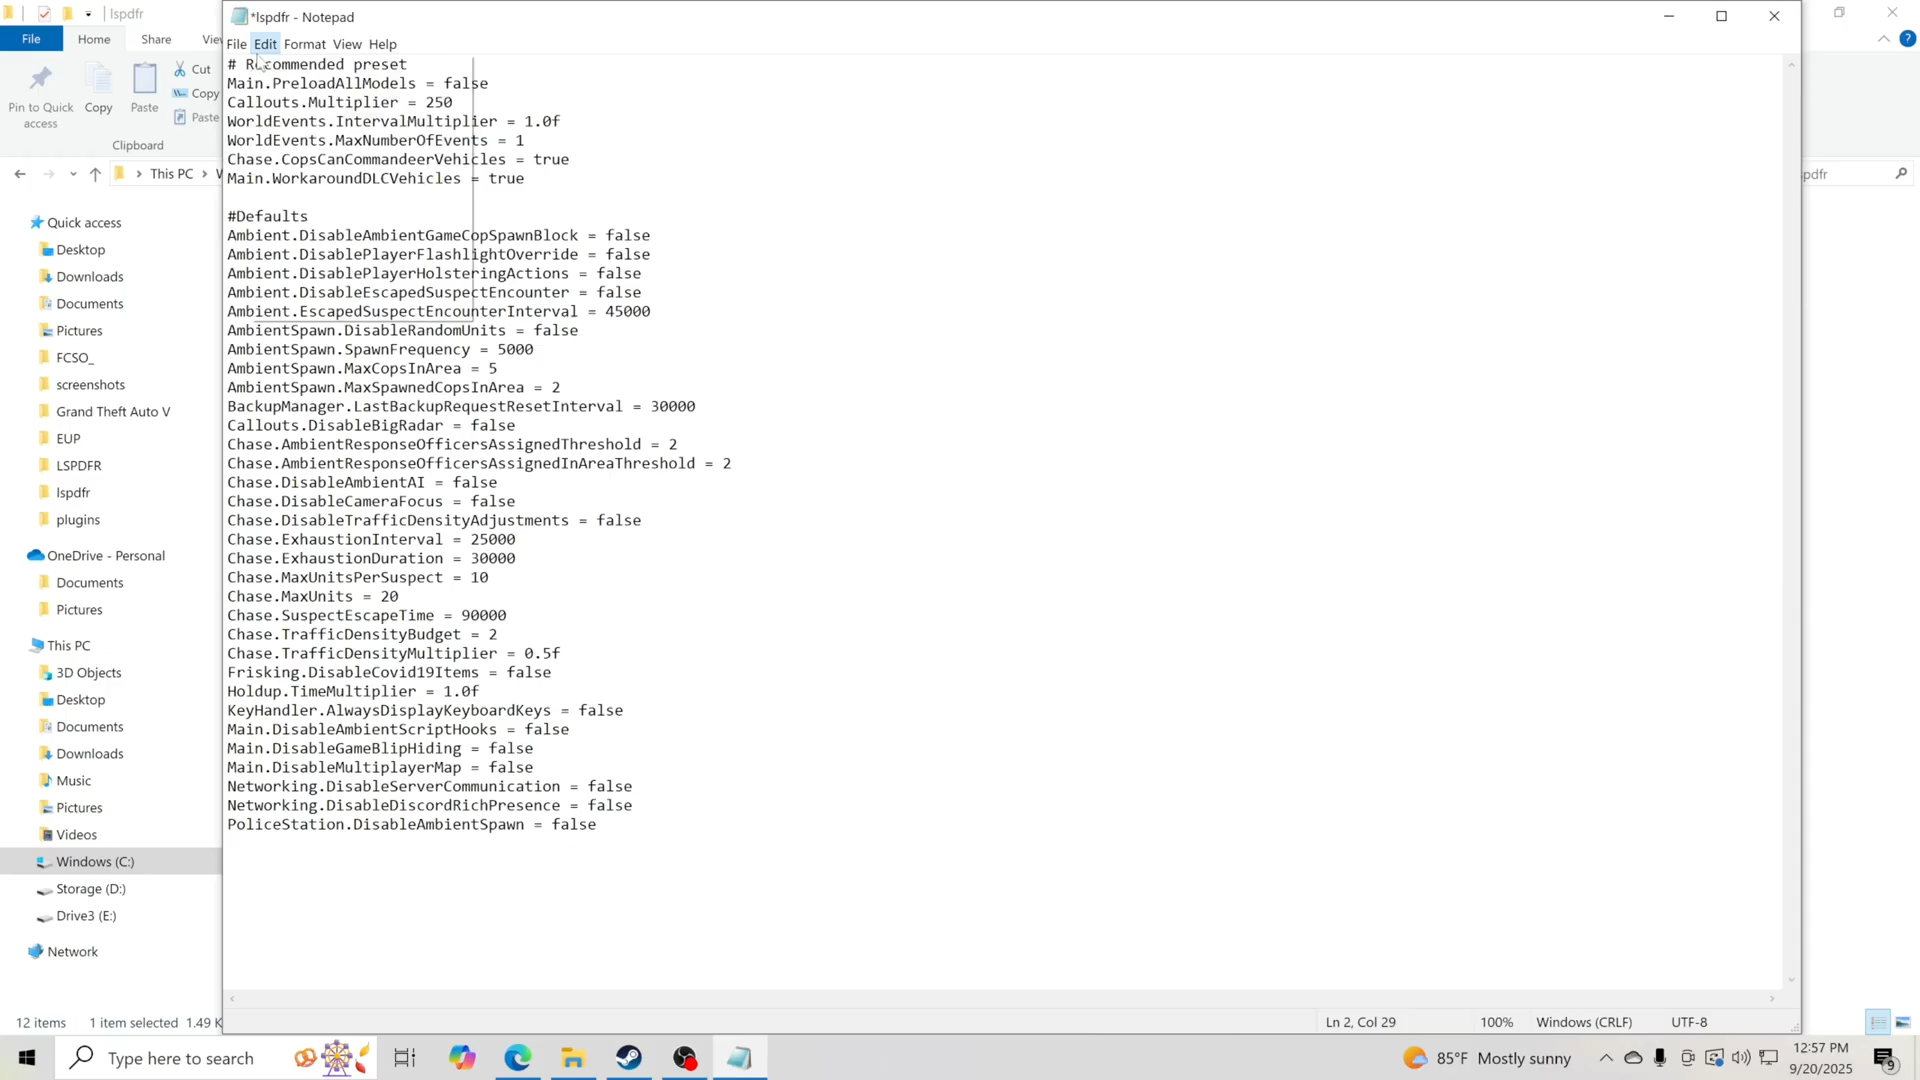 lspdfr
*lspdfr - Notepad
File
Home
Share
File Edit Format View Help
Pin to Quick access
Copy
Paste
Cut
Copy
Paste
Clipboard
This PC
pdfr
# Recommended preset
Main.PreloadAllModels = false
Callouts.Multiplier = 250
WorldEvents.IntervalMultiplier = 1.0f
WorldEvents.MaxNumberOfEvents = 1
Chase.CopsCanCommandeerVehicles = true
Main.WorkaroundDLCVehicles = true
#Defaults
Ambient.DisableAmbientGameCopSpawnBlock = false
Ambient.DisablePlayerFlashlightOverride = false
Ambient.DisablePlayerHolsteringActions = false
Ambient.DisableEscapedSuspectEncounter = false
Ambient.EscapedSuspectEncounterInterval = 45000
AmbientSpawn.DisableRandomUnits = false
AmbientSpawn.SpawnFrequency = 5000
AmbientSpawn.MaxCopsInArea = 5
AmbientSpawn.MaxSpawnedCopsInArea = 2
BackupManager.LastBackupRequestResetInterval = 30000
Callouts.DisableBigRadar = false
Chase.AmbientResponseOfficersAssignedThreshold = 2
Chase.AmbientResponseOfficersAssignedInAreaThreshold = 2
Chase.DisableAmbientAI = false
Chase.DisableCameraFocus = false
Chase.DisableTrafficDensityAdjustments = false
Chase.ExhaustionInterval = 25000
Chase.ExhaustionDuration = 30000
Chase.MaxUnitsPerSuspect = 10
Chase.MaxUnits = 20
Chase.SuspectEscapeTime = 90000
Chase.TrafficDensityBudget = 2
Chase.TrafficDensityMultiplier = 0.5f
Frisking.DisableCovid19Items = false
Holdup.TimeMultiplier = 1.0f
KeyHandler.AlwaysDisplayKeyboardKeys = false
Main.DisableAmbientScriptHooks = false
Main.DisableGameBlipHiding = false
Main.DisableMultiplayerMap = false
Networking.DisableServerCommunication = false
Networking.DisableDiscordRichPresence = false
PoliceStation.DisableAmbientSpawn = false
Quick access
Desktop
Downloads
Documents
Pictures
FCSO_
screenshots
Grand Theft Auto V
EUP
LSPDFR
lspdfr
plugins
OneDrive - Personal
Documents
Pictures
This PC
3D Objects
Desktop
Documents
Downloads
Music
Pictures
Videos
Windows (C:)
Storage (D:)
Drive3 (E:)
Network
12 items 1 item selected 1.49 K
Ln 2, Col 29
100%
Windows (CRLF)
UTF-8
Type here to search
85°F Mostly sunny
12:57 PM
9/20/2025
9